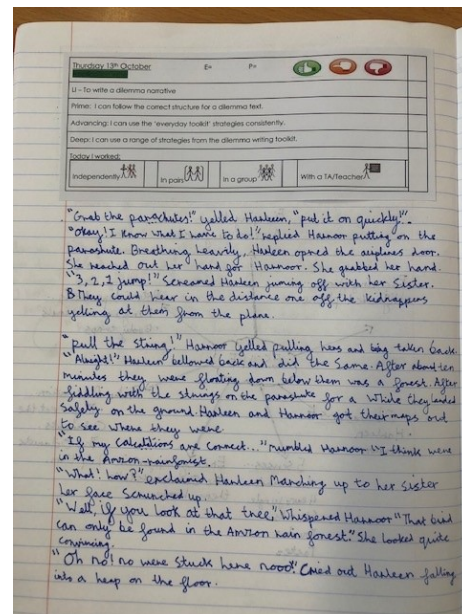 Thursday 13th October E= P=
LI – To write a dilemma narrative
Prime: I can follow the correct structure for a dilemma text.
Advancing: I can use the 'everyday toolkit' strategies consistently.
Deep: I can use a range of strategies from the dilemma writing toolkit.
Today I worked:
Independently In pairs In a group With a TA/Teacher
"Grab the parachutes!" yelled Harleen, "put it on quickly!".
"Okay! I know what I have to do!" replied Harnoor putting on the
parashute. Breathing heavily, Harleen opned the airplanes door.
She reached out her hand for Harnoor. She grabbed her hand.
"3, 2, 1 jump!" Screamed Harleen juming off with her Sister.
They could hear in the distance one off the kidnappers
yelling at them from the plane.
"pull the string!" Harnoor yelled pulling hers and being taken back.
"Alright!" Harleen bellowed back and did the Same. After about ten
minutes they were floating down below them was a forest. After
fiddling with the strings on the parashute for a while they landed
Safely on the ground. Harleen and Harnoor got their maps out
to see where they were.
"If my are correct..." mumbled Harnoor "I think were
in the Amzon-rainforist.
"What! how?" exclaimed Harleen Marching up to her sister
her face scrunched up.
"Well, if you look at that tree," Whispered Harnoor "That bird
can only be found in the Amzon rain forest." She looked quite
convincing.
"Oh no! no were stuck here nooo!" Cried out Harleen falling
into a heap on the floor.